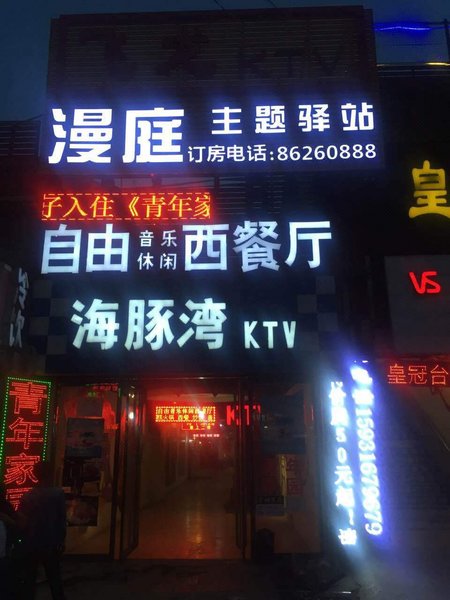 漫庭 主题驿站
订房电话:86260888
子入住《青年家
自由 音乐 休闲 西餐厅
海豚湾 KTV
冷饮
青年家
皇
VS
皇冠台